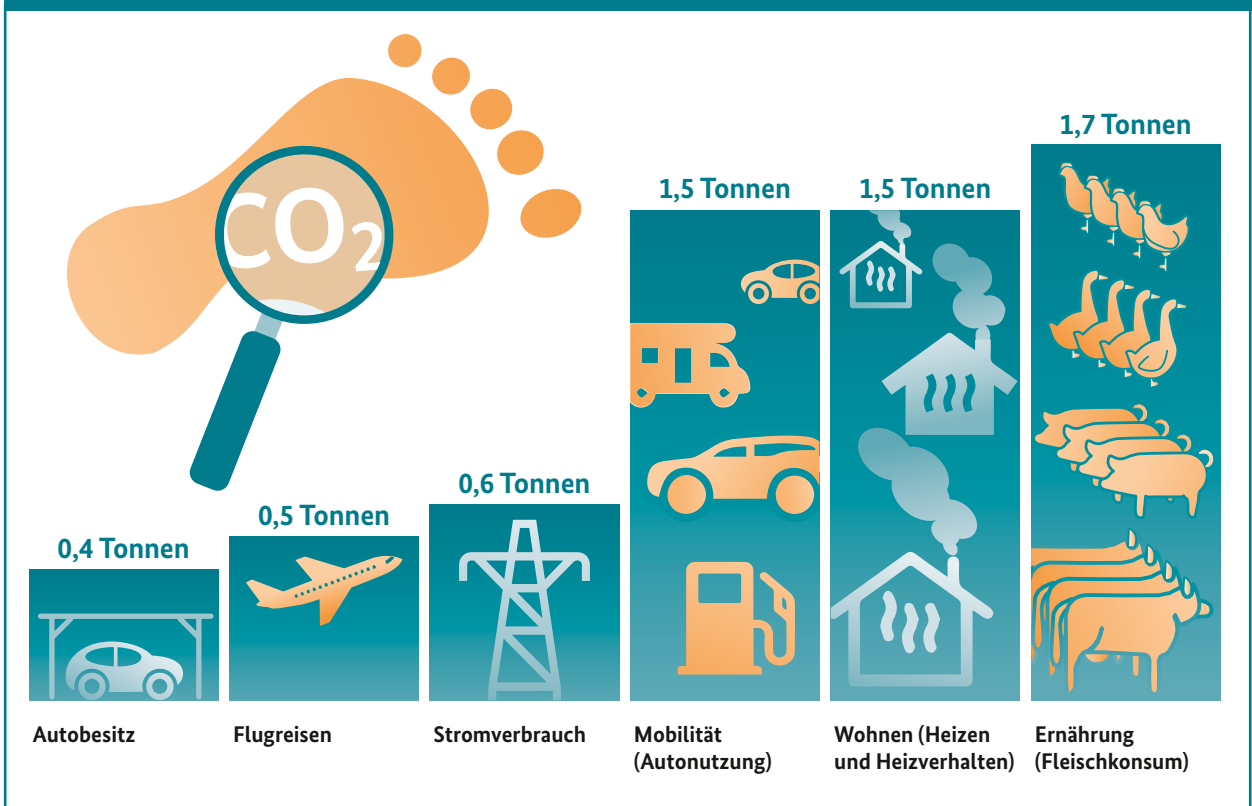 CO₂
0,4 Tonnen
0,5 Tonnen
0,6 Tonnen
1,5 Tonnen
1,5 Tonnen
1,7 Tonnen
Autobesitz
Flugreisen
Stromverbrauch
Mobilität
(Autonutzung)
Wohnen (Heizen
und Heizverhalten)
Ernährung
(Fleischkonsum)